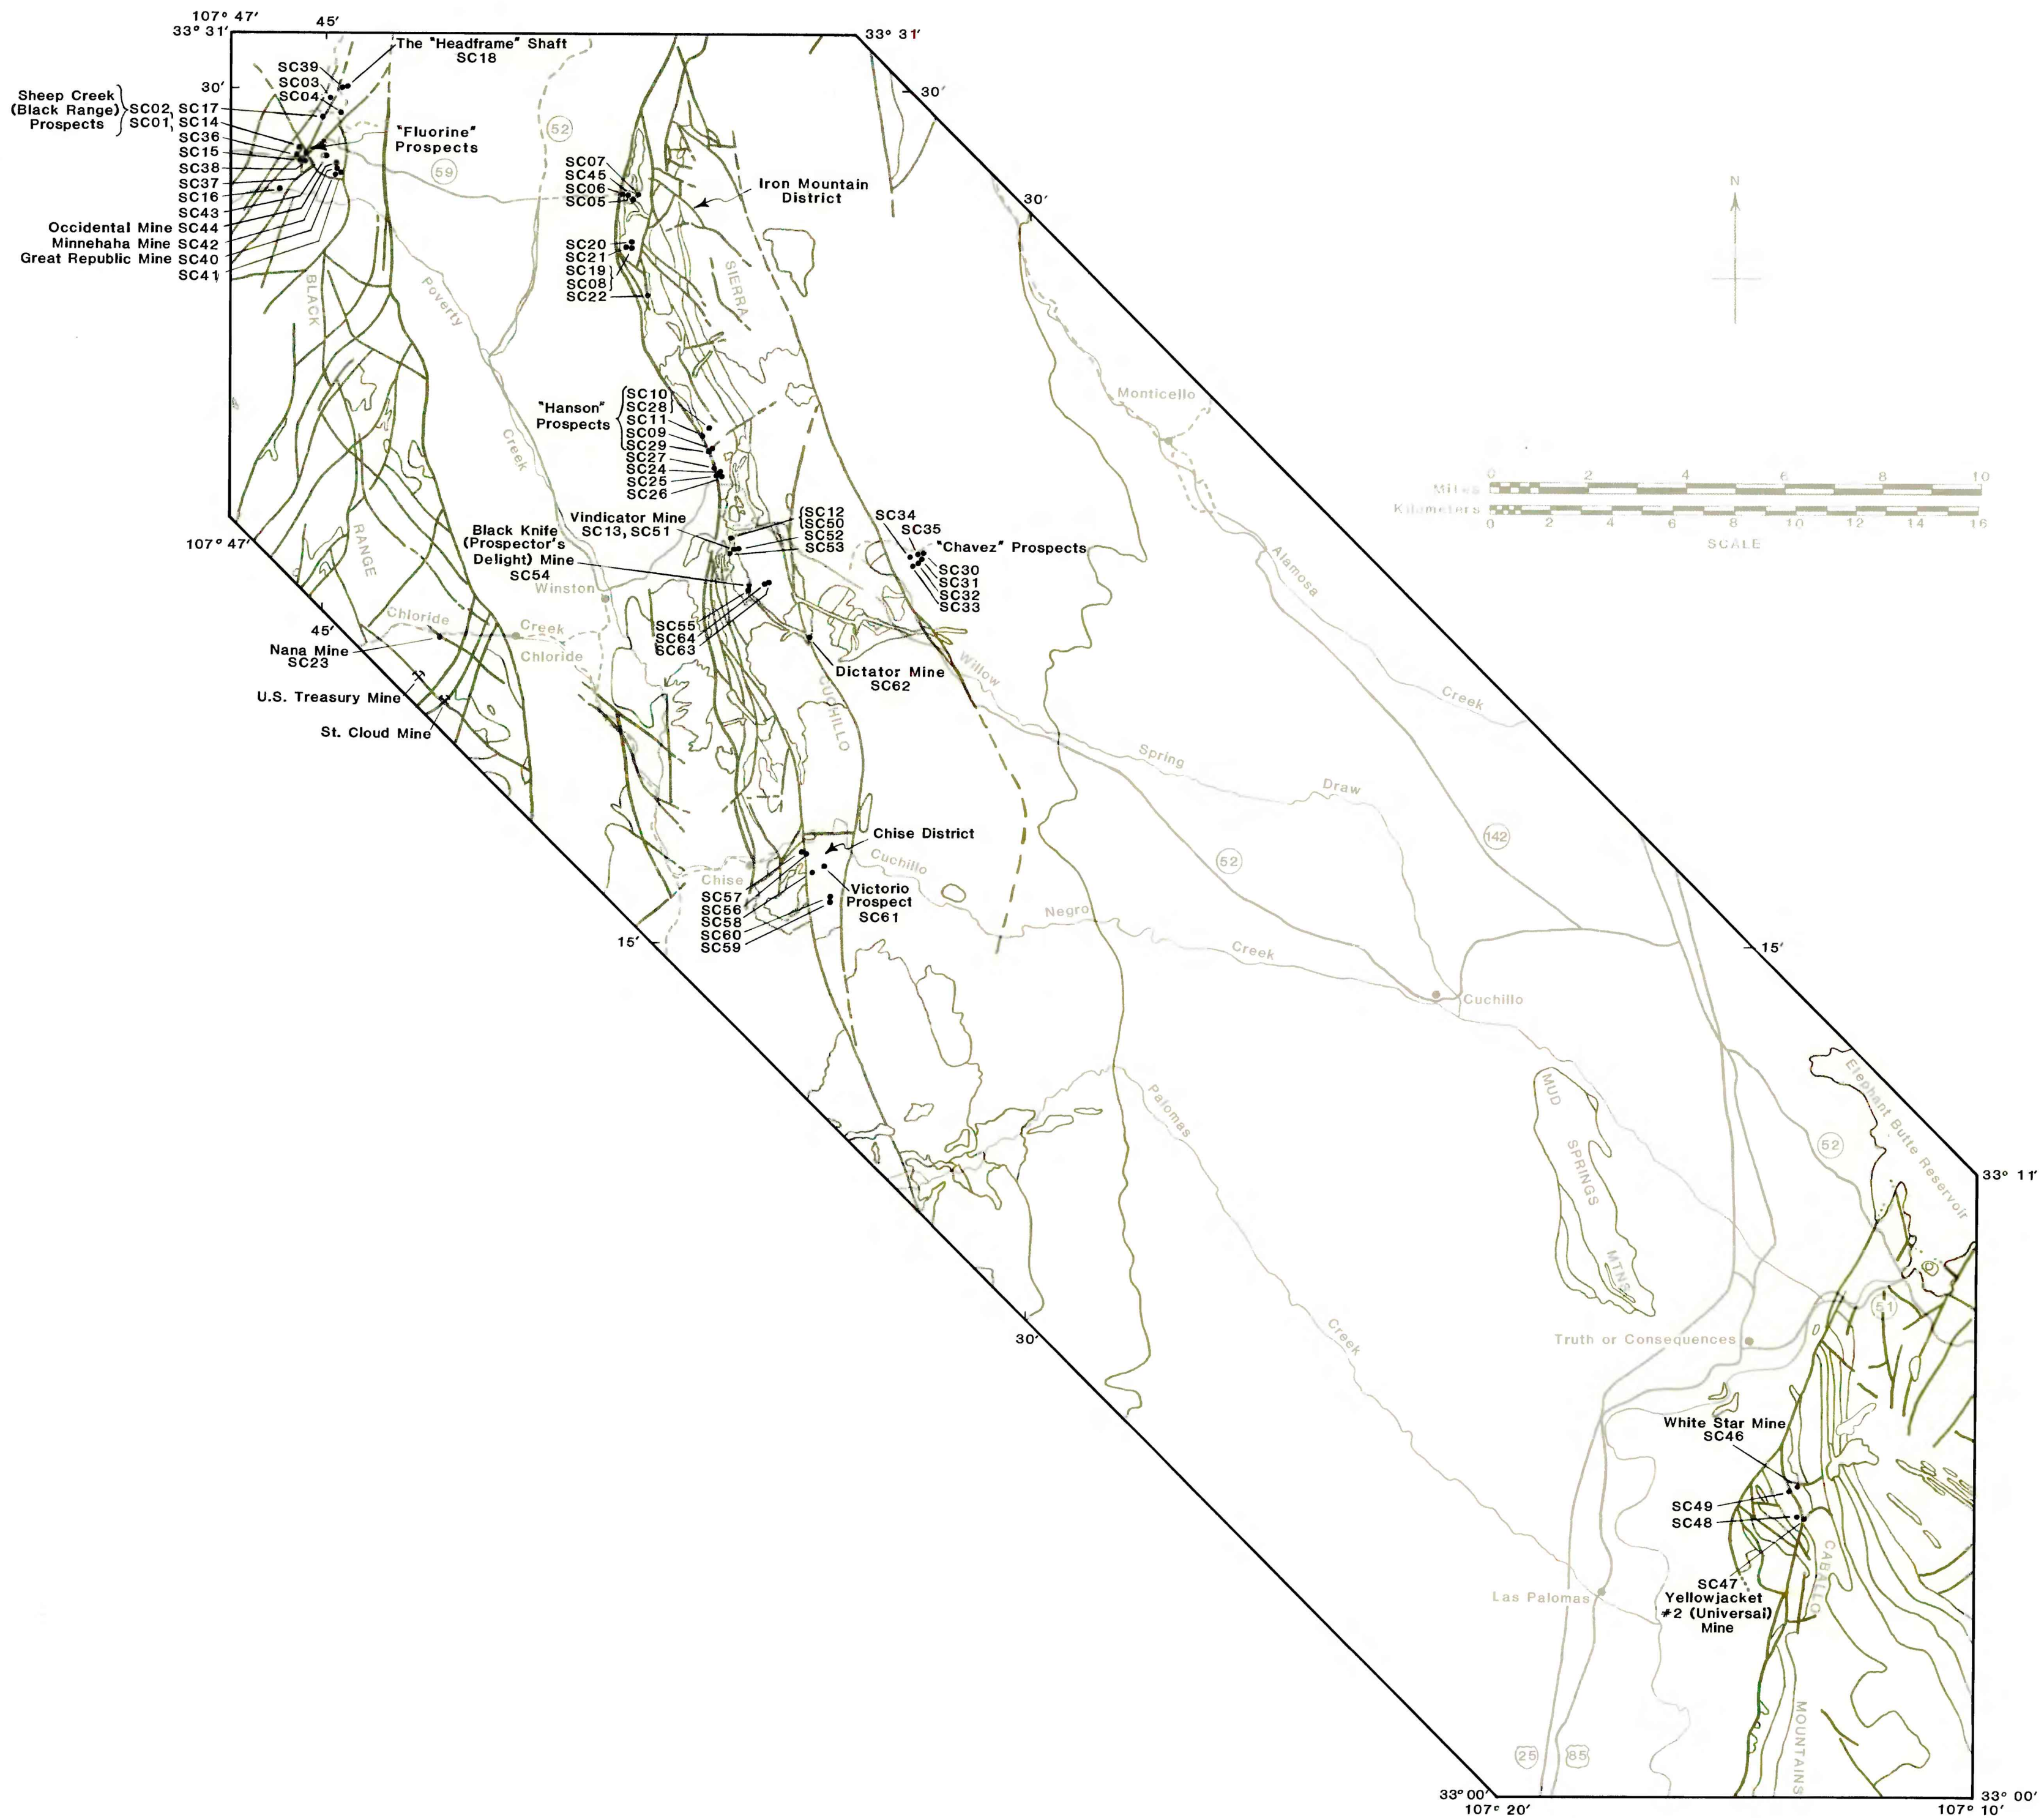 107° 47'
45'
33° 31'
33° 31'
The "Headframe" Shaft
SC18
SC39
SC03
SC04
30'
30'
Sheep Creek
(Black Range)
Prospects
SC02, SC17
SC01, SC14
SC36
SC15
SC38
SC37
SC16
SC43
Occidental Mine SC44
Minnehaha Mine SC42
Great Republic Mine SC40
SC41
"Fluorine"
Prospects
52
59
SC07
SC45
SC06
SC05
Iron Mountain
District
30'
SC20
SC21
SC19
SC08
SC22
N
BLACK
RANGE
Poverty
Creek
SIERRA
CUCHILLO
"Hanson"
Prospects
SC10
SC28
SC11
SC09
SC29
SC27
SC24
SC25
SC26
Monticello
0 2 4 6 8 10
Miles
Kilometers
0 2 4 6 8 10 12 14 16
SCALE
107° 47'
Vindicator Mine
SC13, SC51
Black Knife
(Prospector's
Delight) Mine
SC54
SC12
SC50
SC52
SC53
SC34
SC35
"Chavez" Prospects
SC30
SC31
SC32
SC33
Alamosa
Creek
Winston
Chloride
Creek
Chloride
45'
Nana Mine
SC23
U.S. Treasury Mine
St. Cloud Mine
SC55
SC64
SC63
Dictator Mine
SC62
Willow
Spring
Draw
142
52
Chise District
Chise
SC57
SC56
SC58
SC60
SC59
Victorio
Prospect
SC61
Cuchillo
Negro
Creek
15'
15'
Cuchillo
Palomas
Creek
MUD
SPRINGS
MTNS
Elephant Butte Reservoir
52
33° 11'
30'
51
Truth or Consequences
White Star Mine
SC46
SC49
SC48
SC47
Yellowjacket
#2 (Universal)
Mine
Las Palomas
CABALLO
MOUNTAINS
25
85
33° 00'
107° 20'
33° 00'
107° 10'